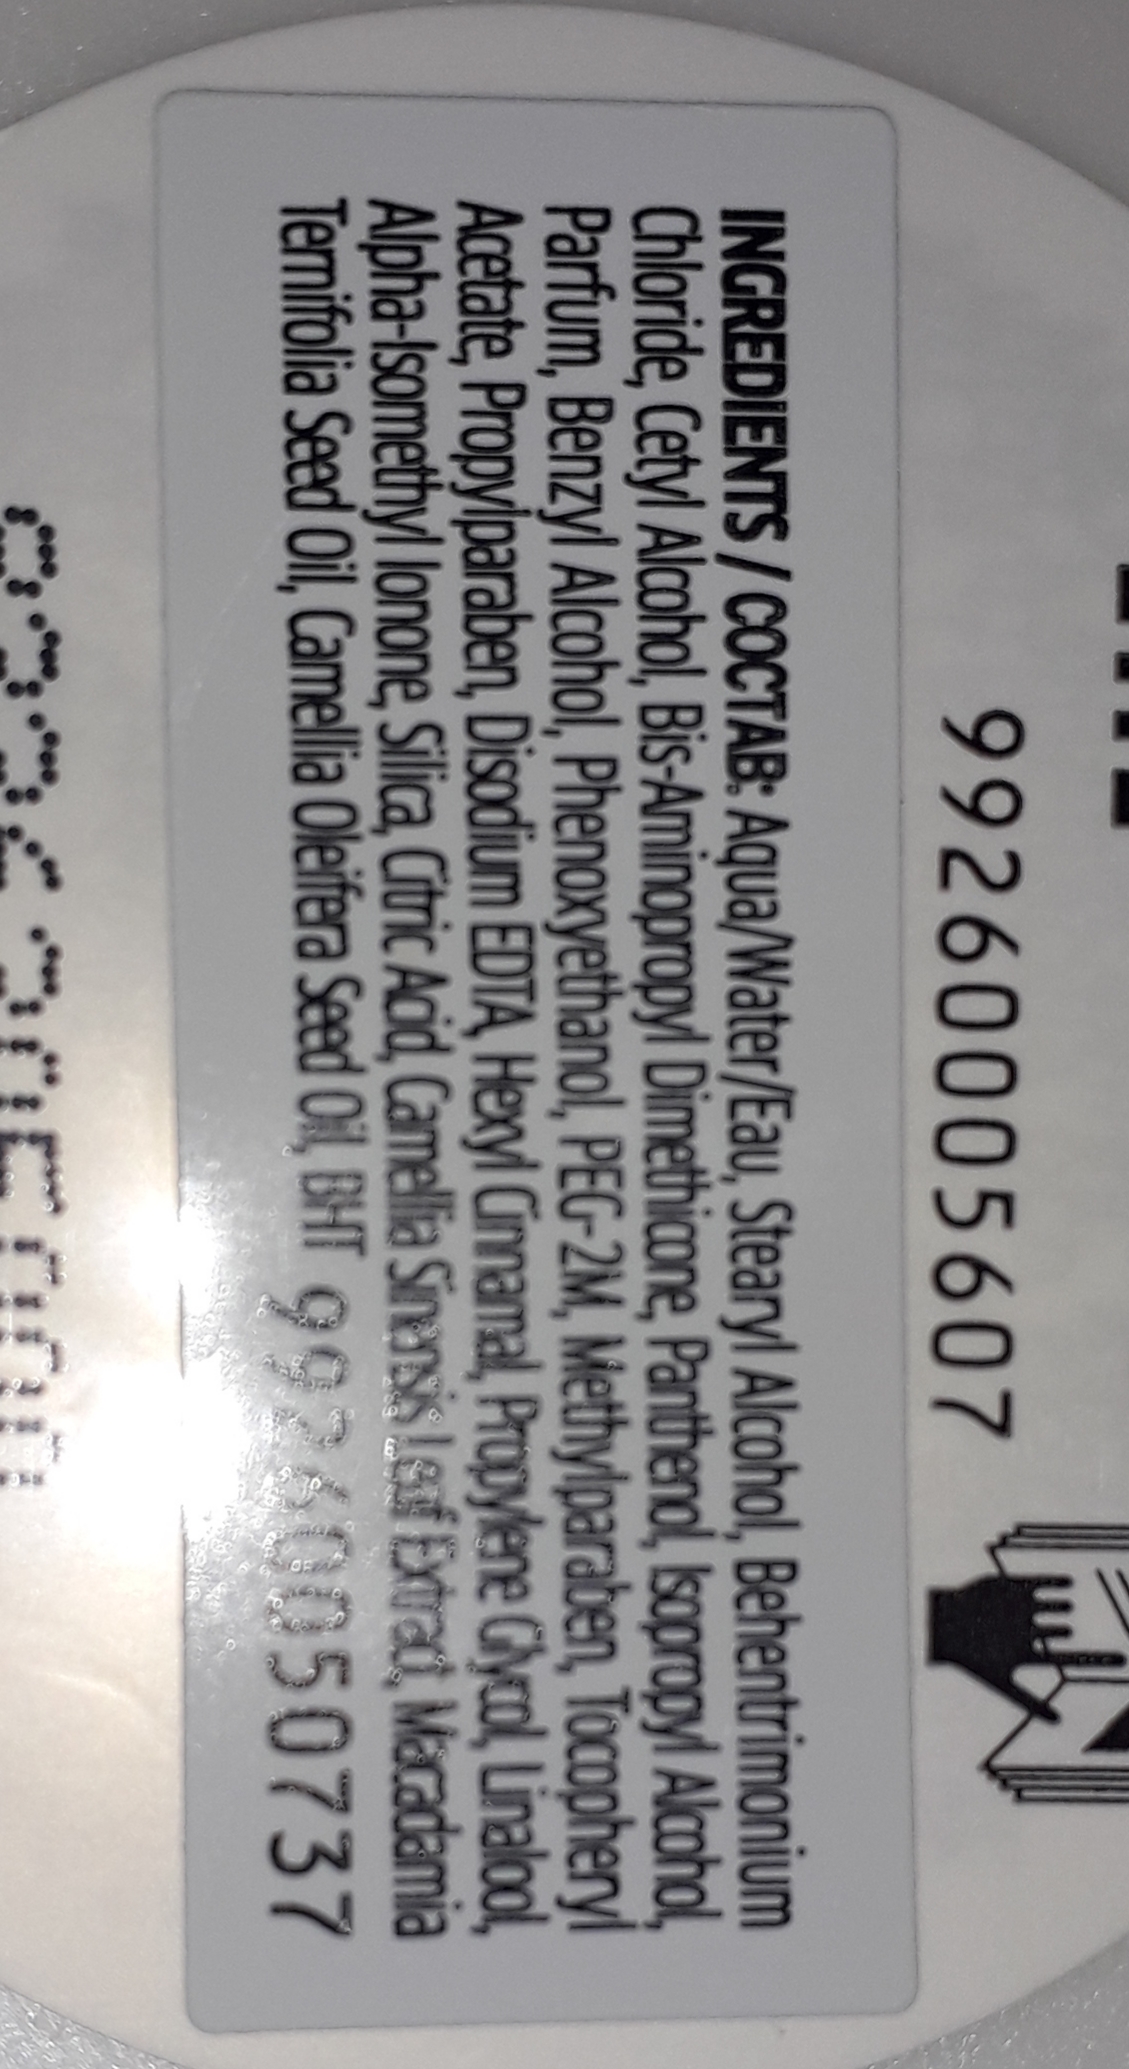 99260005607
INGREDIENTS / СОСТАВ: Aqua/Water/Eau, Stearyl Alcohol, Behentrimonium
Chloride, Cetyl Alcohol, Bis-Aminopropyl Dimethicone, Panthenol, Isopropyl Alcohol,
Parfum, Benzyl Alcohol, Phenoxyethanol, PEG-2M, Methylparaben, Tocopheryl
Acetate, Propylparaben, Disodium EDTA, Hexyl Cinnamal, Propylene Glycol, Linalool,
Alpha-Isomethyl Ionone, Silica, Citric Acid, Camellia Sinensis Leaf Extract, Macadamia
Ternifolia Seed Oil, Camellia Oleifera Seed Oil, BHT 99260050737